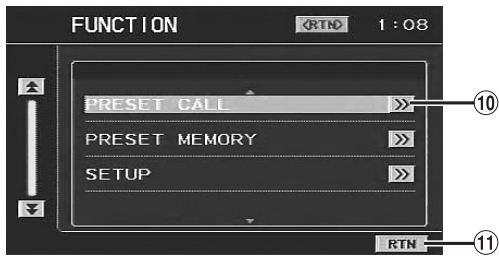 FUNCTION <RTN> 1:08
PRESET CALL » ⑩
PRESET MEMORY »
SETUP »
RTN ⑪